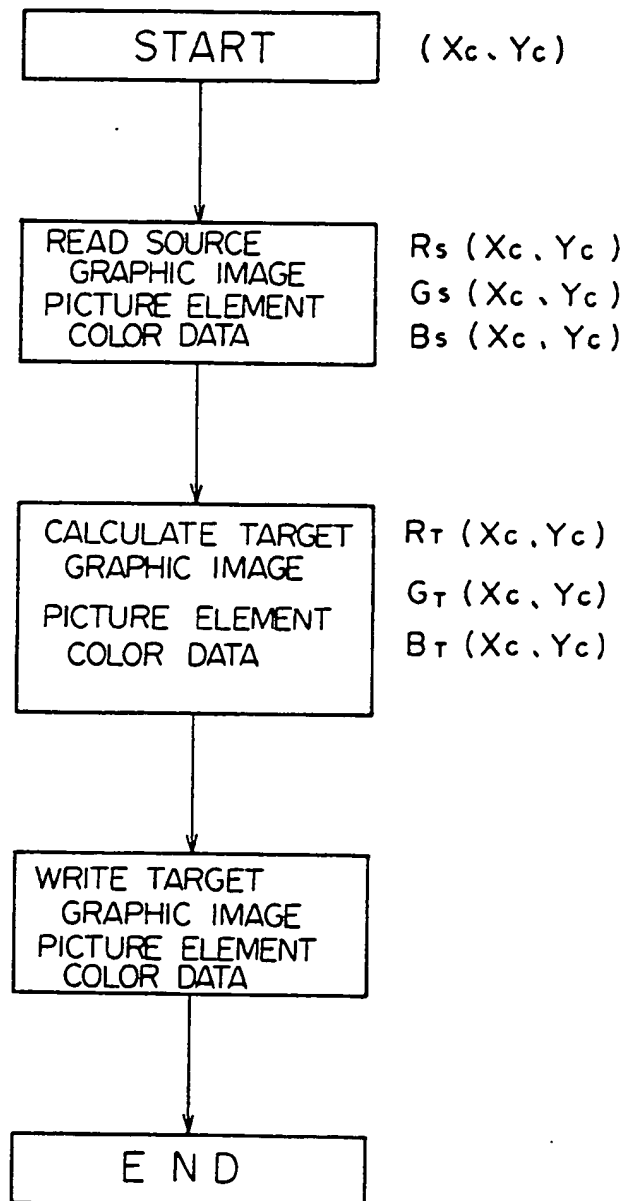 START (Xc、Yc)
READ SOURCE
GRAPHIC IMAGE
PICTURE ELEMENT
COLOR DATA
Rs (Xc、Yc)
Gs (Xc、Yc)
Bs (Xc、Yc)
CALCULATE TARGET
GRAPHIC IMAGE
PICTURE ELEMENT
COLOR DATA
RT (Xc、Yc)
GT (Xc、Yc)
BT (Xc、Yc)
WRITE TARGET
GRAPHIC IMAGE
PICTURE ELEMENT
COLOR DATA
END